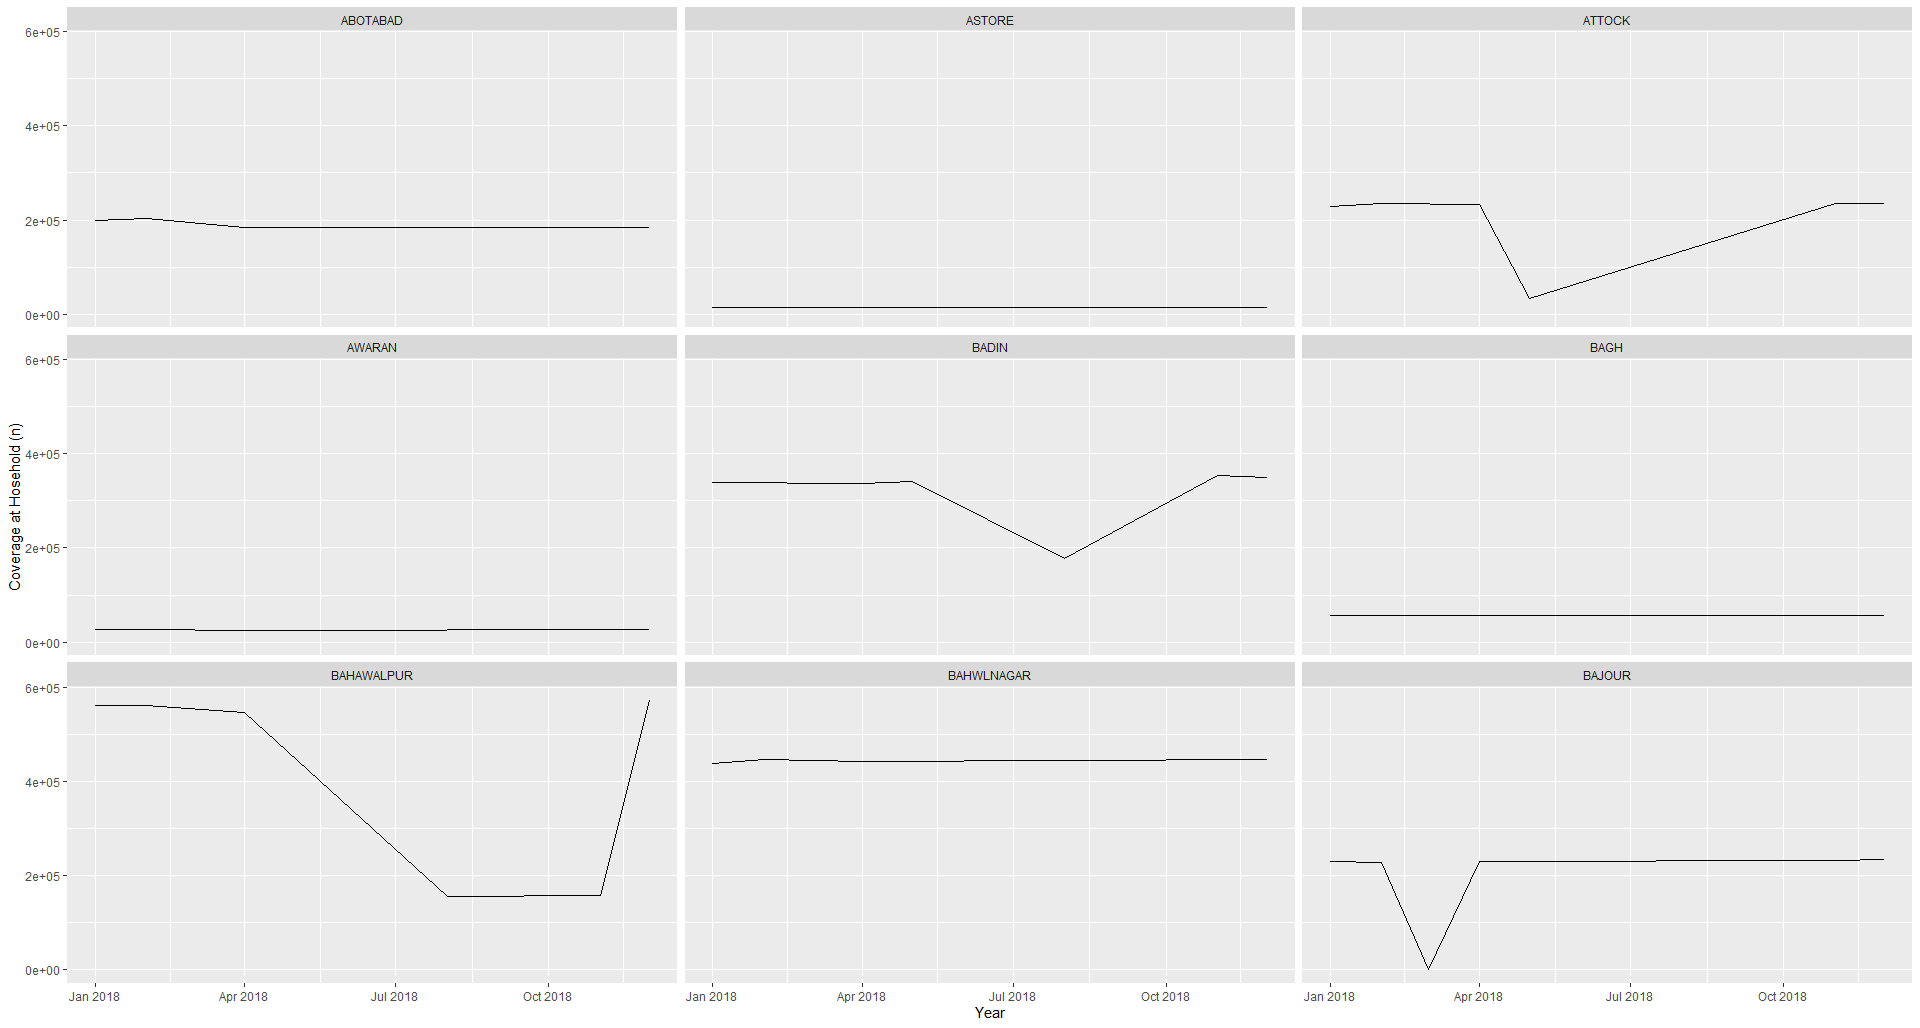 ABOTABAD
ASTORE
ATTOCK
6e+05
4e+05
2e+05
0e+00
AWARAN
BADIN
BAGH
6e+05
4e+05
2e+05
0e+00
Coverage at Hosehold (n)
BAHAWALPUR
BAHWLNAGAR
BAJOUR
6e+05
4e+05
2e+05
0e+00
Jan 2018 Apr 2018 Jul 2018 Oct 2018
Jan 2018 Apr 2018 Jul 2018 Oct 2018
Jan 2018 Apr 2018 Jul 2018 Oct 2018
Year